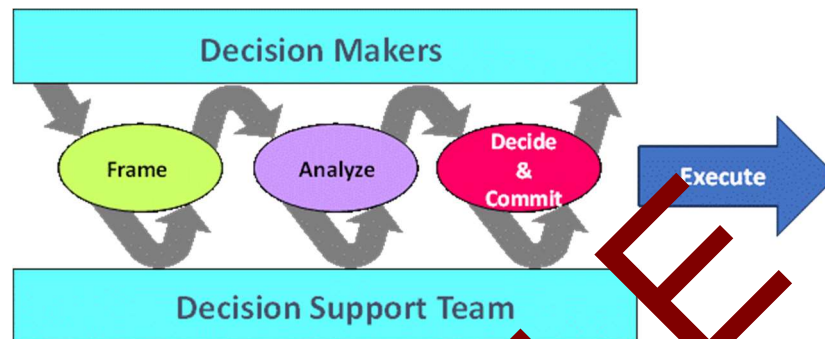 Decision Makers
Frame
Analyze
Decide
&
Commit
Execute
Decision Support Team